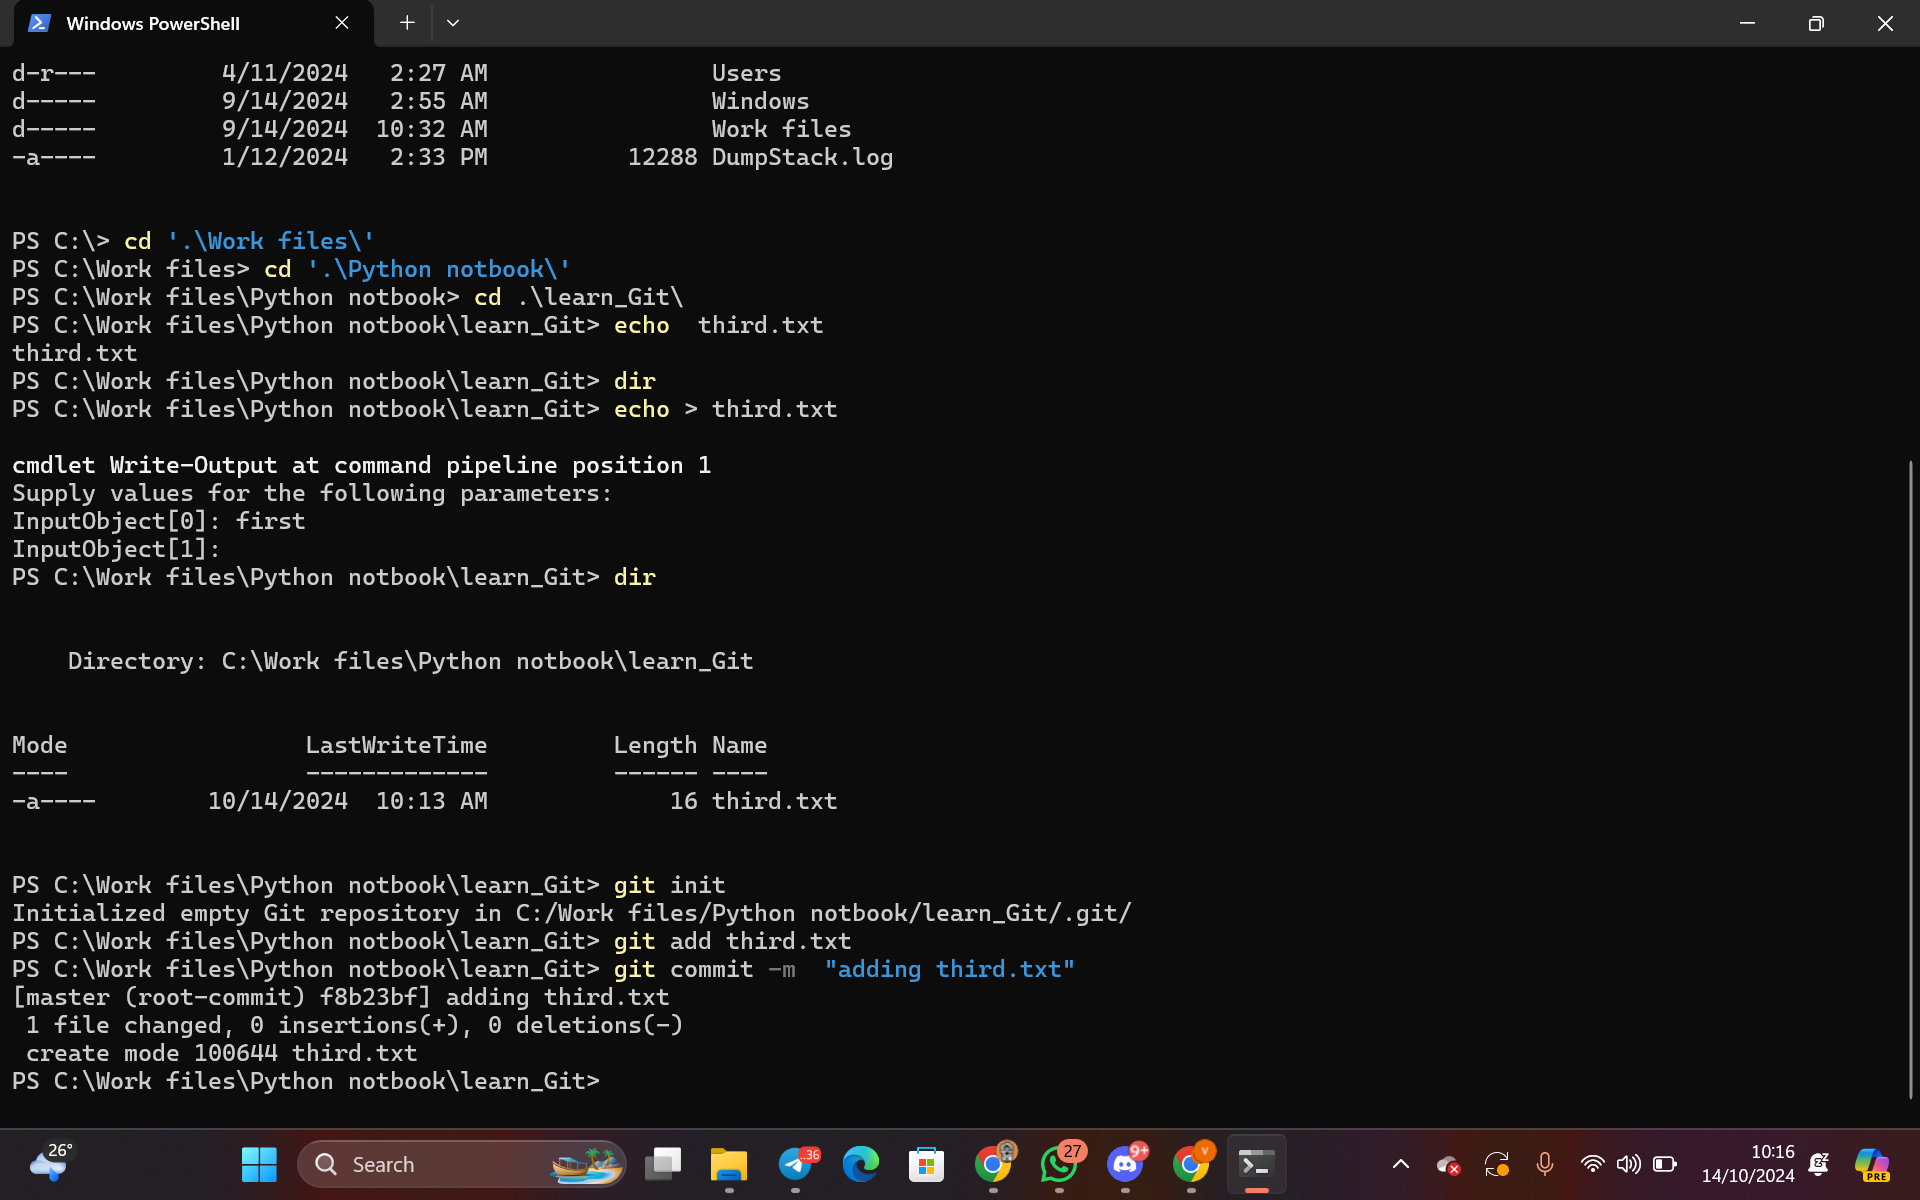 Windows PowerShell
d-r--- 4/11/2024 2:27 AM Users
d----- 9/14/2024 2:55 AM Windows
d----- 9/14/2024 10:32 AM Work files
-a---- 1/12/2024 2:33 PM 12288 DumpStack.log
PS C:\> cd '.\Work files\'
PS C:\Work files> cd '.\Python notbook\'
PS C:\Work files\Python notbook> cd .\learn_Git\
PS C:\Work files\Python notbook\learn_Git> echo  third.txt
third.txt
PS C:\Work files\Python notbook\learn_Git> dir
PS C:\Work files\Python notbook\learn_Git> echo > third.txt
cmdlet Write-Output at command pipeline position 1
Supply values for the following parameters:
InputObject[0]: first
InputObject[1]:
PS C:\Work files\Python notbook\learn_Git> dir
Directory: C:\Work files\Python notbook\learn_Git
Mode LastWriteTime Length Name
---- ------------- ------ ----
-a---- 10/14/2024 10:13 AM 16 third.txt
PS C:\Work files\Python notbook\learn_Git> git init
Initialized empty Git repository in C:/Work files/Python notbook/learn_Git/.git/
PS C:\Work files\Python notbook\learn_Git> git add third.txt
PS C:\Work files\Python notbook\learn_Git> git commit -m  "adding third.txt"
[master (root-commit) f8b23bf] adding third.txt
1 file changed, 0 insertions(+), 0 deletions(-)
create mode 100644 third.txt
PS C:\Work files\Python notbook\learn_Git>
26°
Search
..36
27
9+
V
10:16
14/10/2024
PRE